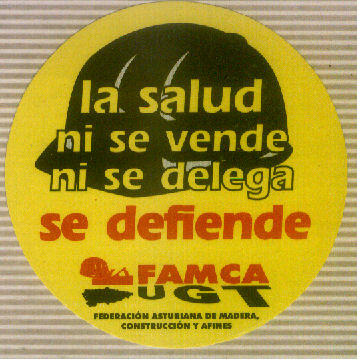 la salud
ni se vende
ni se delega
se defiende
FAMCA
UGT
FEDERACIÓN ASTURIANA DE MADERA,
CONSTRUCCIÓN Y AFINES